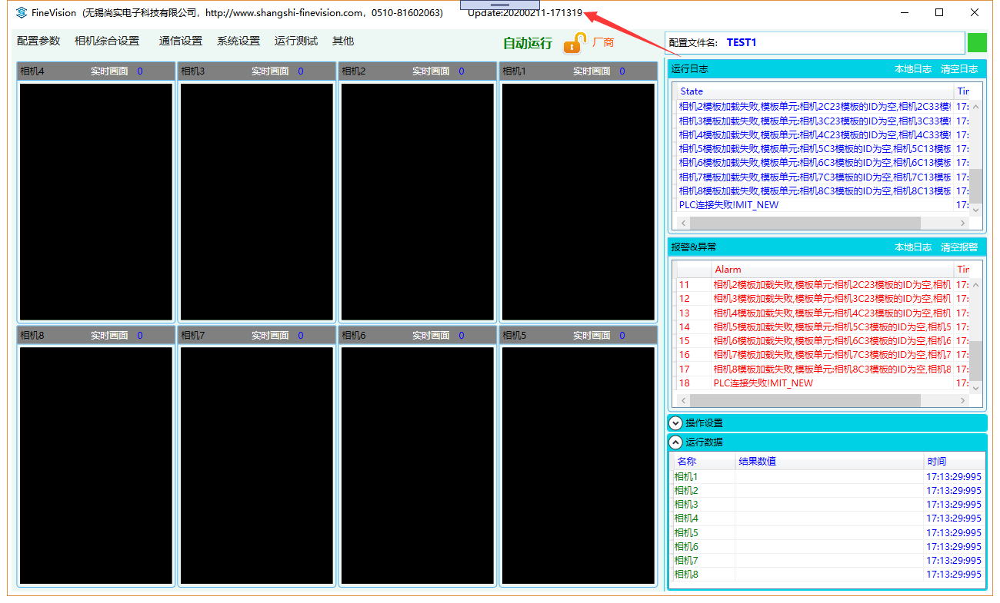 FineVision (无锡尚实电子科技有限公司, http://www.shangshi-finevision.com, 0510-81602063) Update:20200211-171319
配置参数 相机综合设置 通信设置 系统设置 运行测试 其他 自动运行 厂商 配置文件名: TEST1
相机4 实时画面 0
相机3 实时画面 0
相机2 实时画面 0
相机1 实时画面 0
相机8 实时画面 0
相机7 实时画面 0
相机6 实时画面 0
相机5 实时画面 0
运行日志 本地日志 清空日志
State Tir
相机2模板加载失败,模板单元:相机2C23模板的ID为空,相机2C33模 17:
相机3模板加载失败,模板单元:相机3C23模板的ID为空,相机3C33模 17:
相机4模板加载失败,模板单元:相机4C23模板的ID为空,相机4C33模 17:
相机5模板加载失败,模板单元:相机5C3模板的ID为空,相机5C13模板 17:
相机6模板加载失败,模板单元:相机6C3模板的ID为空,相机6C13模板 17:
相机7模板加载失败,模板单元:相机7C3模板的ID为空,相机7C13模板 17:
相机8模板加载失败,模板单元:相机8C3模板的ID为空,相机8C13模板 17:
PLC连接失败!MIT_NEW 17:
报警&异常 本地日志 清空报警
Alarm Tir
11 相机2模板加载失败,模板单元:相机2C23模板的ID为空,相机 17:
12 相机3模板加载失败,模板单元:相机3C23模板的ID为空,相机 17:
13 相机4模板加载失败,模板单元:相机4C23模板的ID为空,相机 17:
14 相机5模板加载失败,模板单元:相机5C3模板的ID为空,相机5 17:
15 相机6模板加载失败,模板单元:相机6C3模板的ID为空,相机6 17:
16 相机7模板加载失败,模板单元:相机7C3模板的ID为空,相机7 17:
17 相机8模板加载失败,模板单元:相机8C3模板的ID为空,相机8 17:
18 PLC连接失败!MIT_NEW 17:
操作设置
运行数据
名称 结果数值 时间
相机1 17:13:29:995
相机2 17:13:29:995
相机3 17:13:29:995
相机4 17:13:29:995
相机5 17:13:29:995
相机6 17:13:29:995
相机7 17:13:29:995
相机8 17:13:29:995